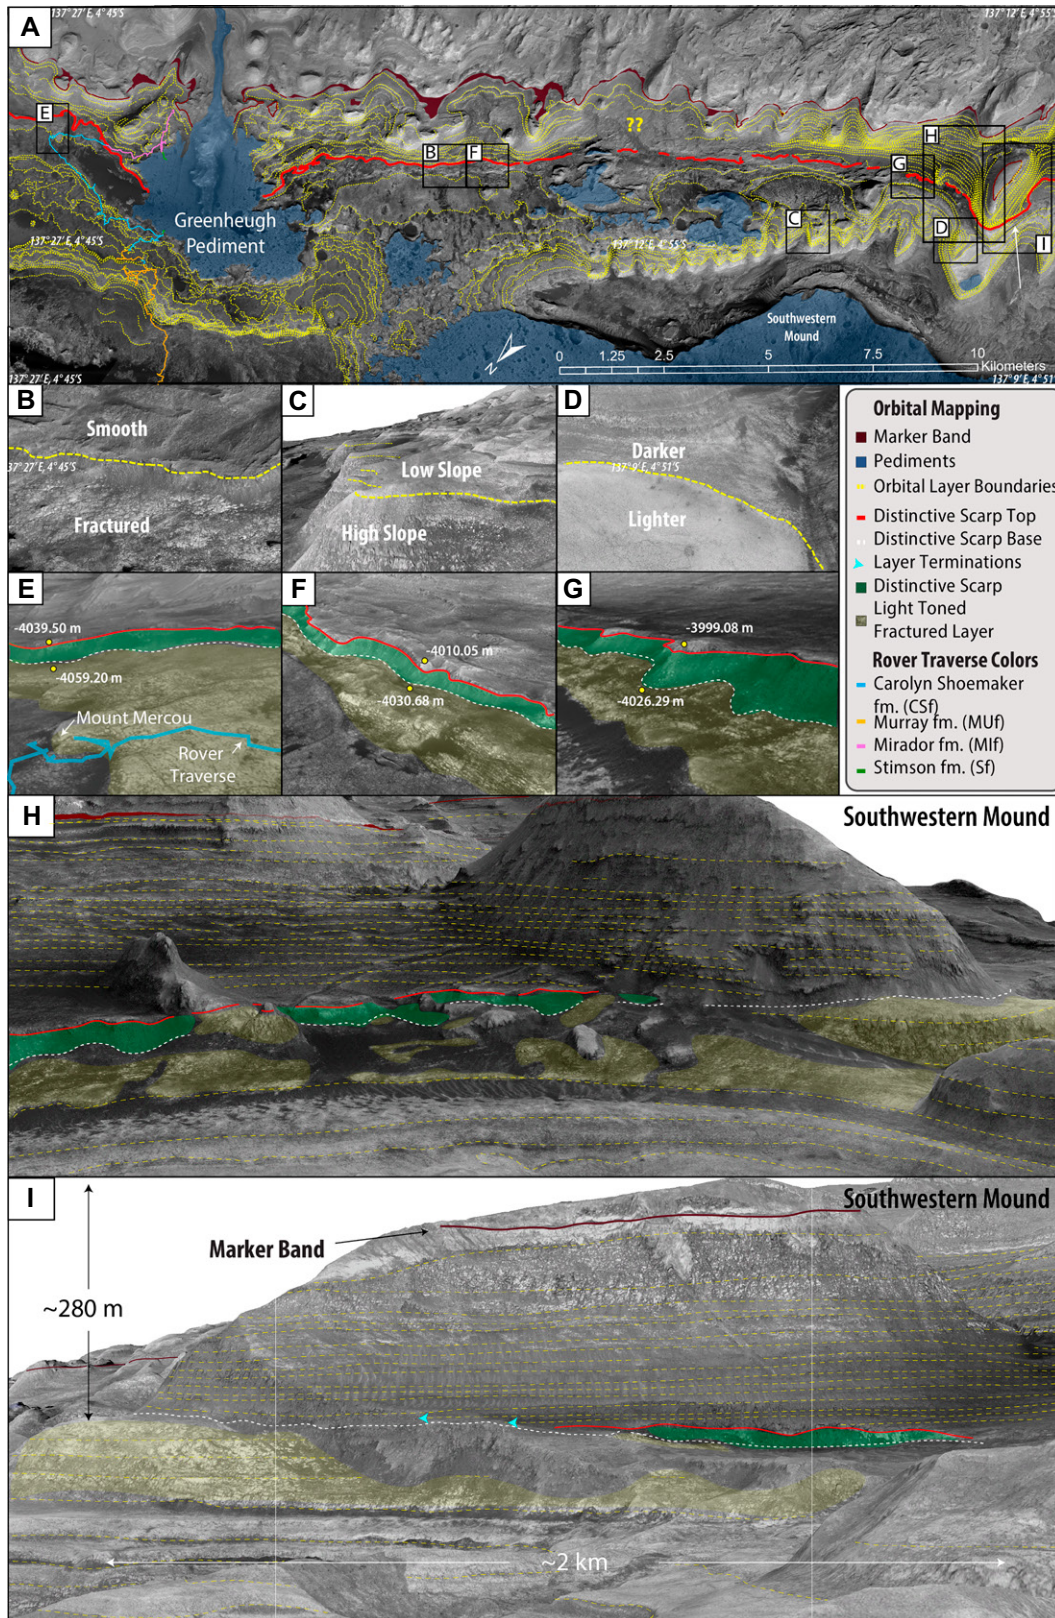 A
137° 27' E, 4° 45'S
137° 12' E, 4° 55'S
E
??
B
F
H
G
Greenheugh
Pediment
137° 27' E, 4° 45'S
137° 12' E, 4° 55'S
C
D
I
Southwestern
Mound
N
0 1.25 2.5 5 7.5 10
Kilometers
137° 27' E, 4° 45'S
137° 9' E, 4° 51'S
B
Smooth
137° 27' E, 4° 45'S
Fractured
C
Low Slope
High Slope
D
Darker
137° 9' E, 4° 51'S
Lighter
E
-4039.50 m
-4059.20 m
Mount Mercou
Rover
Traverse
F
-4010.05 m
-4030.68 m
G
-3999.08 m
-4026.29 m
Orbital Mapping
Marker Band
Pediments
Orbital Layer Boundaries
Distinctive Scarp Top
Distinctive Scarp Base
Layer Terminations
Distinctive Scarp
Light Toned
Fractured Layer
Rover Traverse Colors
Carolyn Shoemaker
fm. (CSf)
Murray fm. (MUf)
Mirador fm. (MIf)
Stimson fm. (Sf)
H
Southwestern Mound
I
Southwestern Mound
Marker Band
~280 m
~2 km